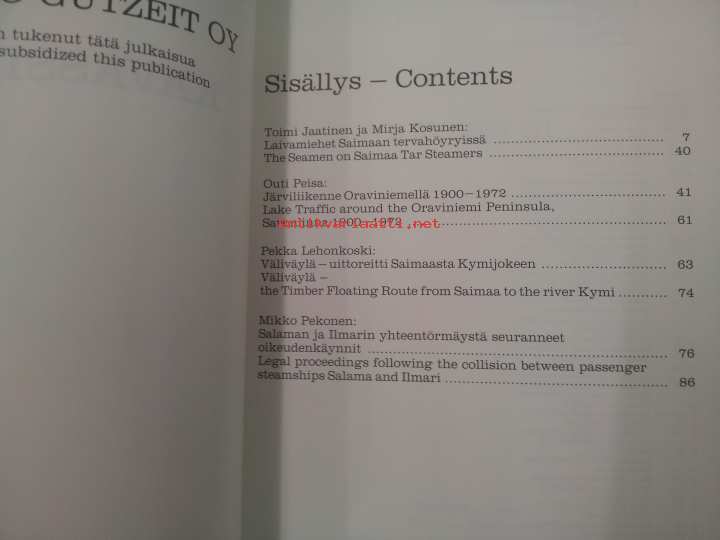 GUTZEIT OY
n tukenut tätä julkaisua
subsidized this publication
Sisällys – Contents
Toimi Jaatinen ja Mirja Kosunen:
Laivamiehet Saimaan tervahöyryissä ........ 7
The Seamen on Saimaa Tar Steamers ........ 40
Outi Peisa:
Järviliikenne Oraviniemellä 1900–1972 ........ 41
Lake Traffic around the Oraviniemi Peninsula,
1900–1972 ........ 61
Pekka Lehonkoski:
Väliväylä – uittoreitti Saimaasta Kymijokeen ........ 63
Väliväylä –
the Timber Floating Route from Saimaa to the river Kymi ........ 74
Mikko Pekonen:
Salaman ja Ilmarin yhteentörmäystä seuranneet
oikeudenkäynnit ........ 76
Legal proceedings following the collision between passenger
steamships Salama and Ilmari ........ 86